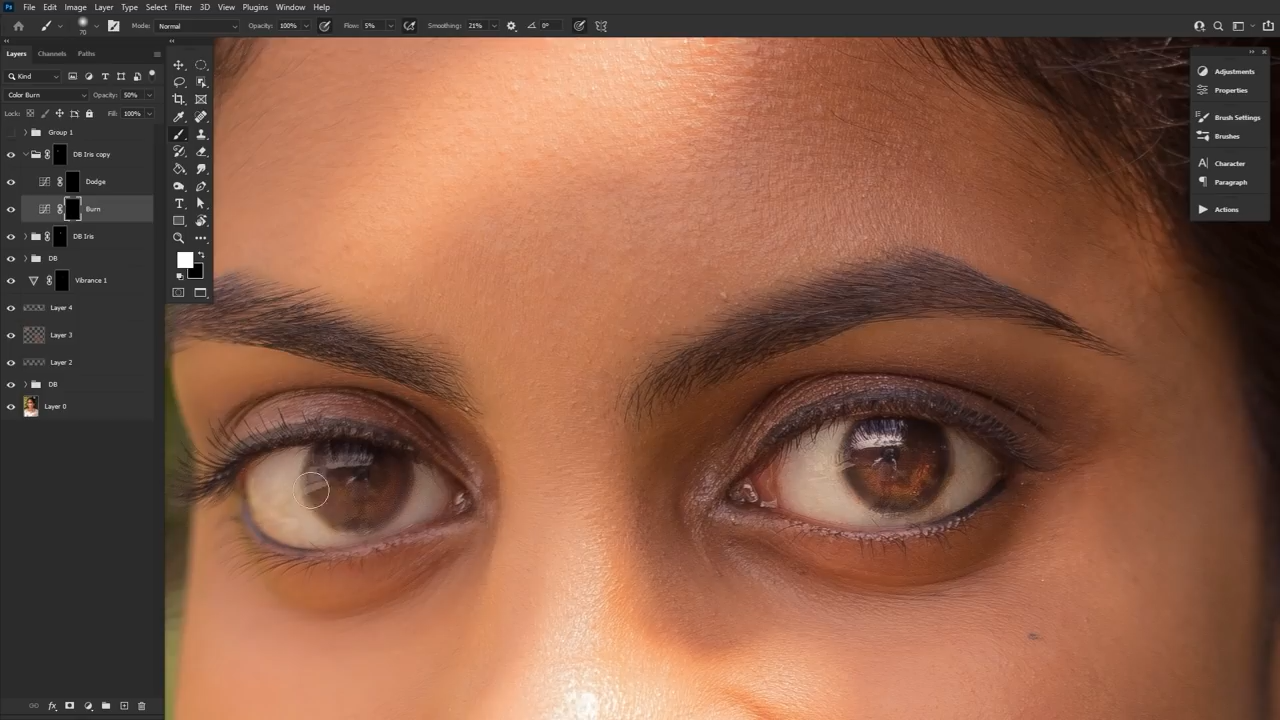 Ps File Edit Image Layer Type Select Filter 3D View Plugins Window Help
70 Mode: Normal Opacity: 100% Flow: 5% Smoothing: 21% 0°
Layers Channels Paths
Kind
Color Burn Opacity: 50%
Lock: Fill: 100%
Group 1
DB Iris copy
Dodge
Burn
DB Iris
DB
Vibrance 1
Layer 4
Layer 3
Layer 2
DB
Layer 0
fx
Adjustments
Properties
Brush Settings
Brushes
Character
Paragraph
Actions